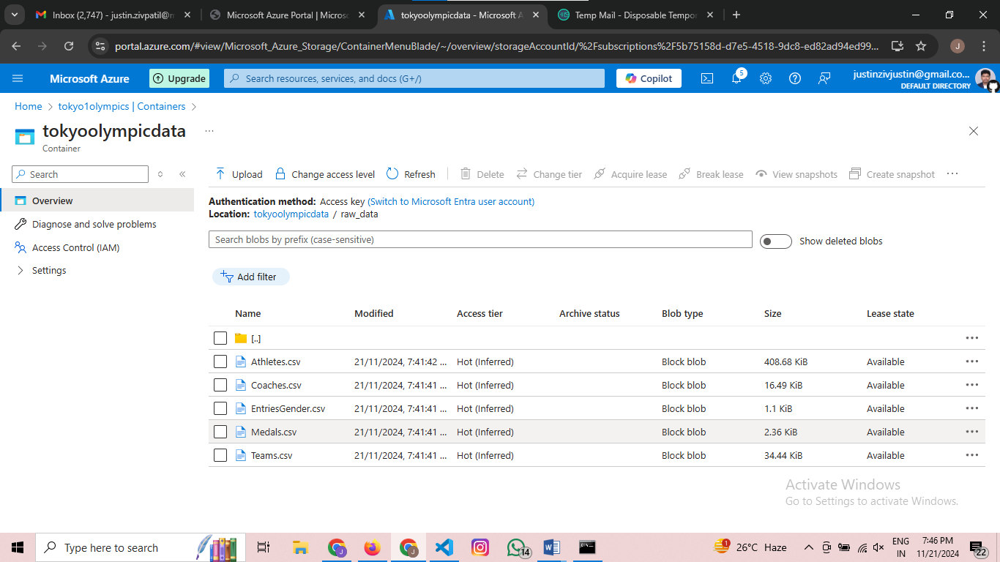 Inbox (2,747) - justin.zivpatil@m
Microsoft Azure Portal | Micros
tokyoolympicdata - Microsoft A
Temp Mail - Disposable Tempor
portal.azure.com/#view/Microsoft_Azure_Storage/ContainerMenuBlade/~/overview/storageAccountId/%2Fsubscriptions%2F5b75158d-d7e5-4518-9dc8-ed82ad94ed99...
J
Microsoft Azure
Upgrade
Search resources, services, and docs (G+/)
Copilot
5
justinzivjustin@gmail.co...
DEFAULT DIRECTORY
Home > tokyo1olympics | Containers >
tokyoolympicdata ...
Container
Search
Overview
Diagnose and solve problems
Access Control (IAM)
Settings
Upload Change access level Refresh Delete Change tier Acquire lease Break lease View snapshots Create snapshot ...
Authentication method: Access key (Switch to Microsoft Entra user account)
Location: tokyoolympicdata / raw_data
Search blobs by prefix (case-sensitive)
Show deleted blobs
Add filter
Name Modified Access tier Archive status Blob type Size Lease state
[..]
Athletes.csv 21/11/2024, 7:41:42 ... Hot (Inferred) Block blob 408.68 KiB Available
Coaches.csv 21/11/2024, 7:41:41 ... Hot (Inferred) Block blob 16.49 KiB Available
EntriesGender.csv 21/11/2024, 7:41:41 ... Hot (Inferred) Block blob 1.1 KiB Available
Medals.csv 21/11/2024, 7:41:41 ... Hot (Inferred) Block blob 2.36 KiB Available
Teams.csv 21/11/2024, 7:41:41 ... Hot (Inferred) Block blob 34.44 KiB Available
Activate Windows
Go to Settings to activate Windows.
Type here to search
J
J
14
1
26°C Haze
ENG
IN
7:46 PM
11/21/2024
22